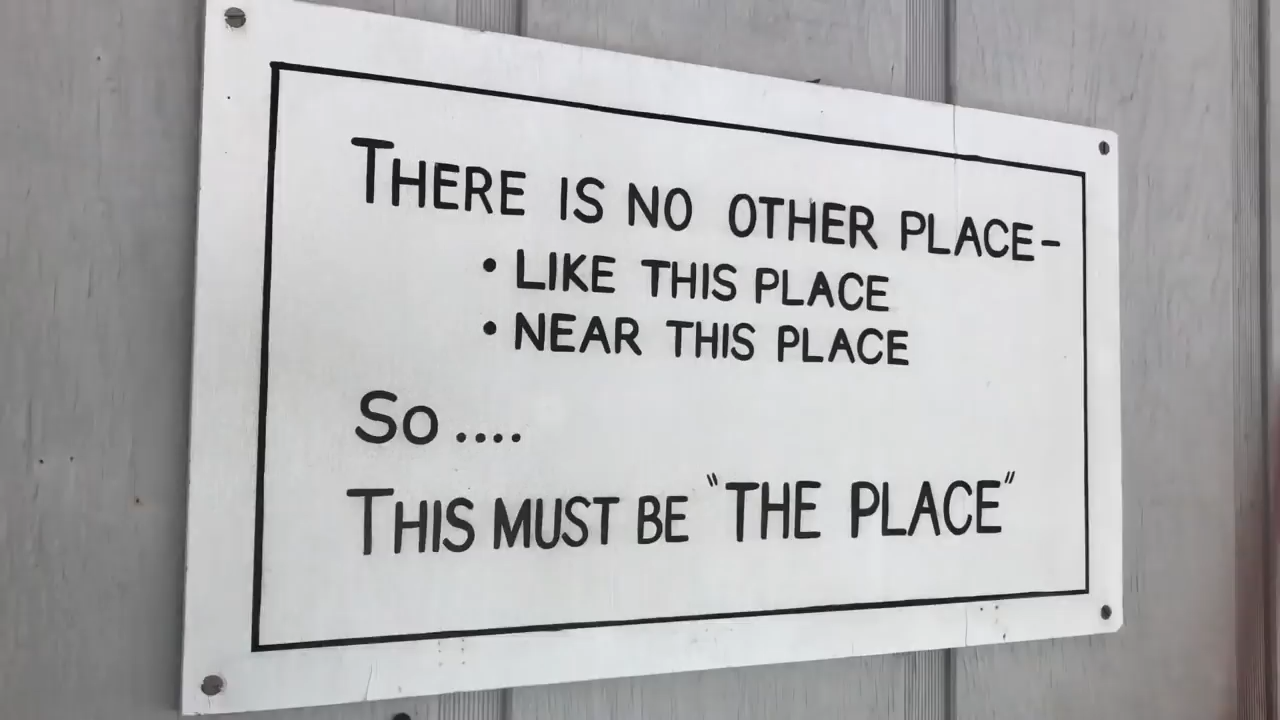 THERE IS NO OTHER PLACE-
• LIKE THIS PLACE
• NEAR THIS PLACE
So ....
THIS MUST BE "THE PLACE"